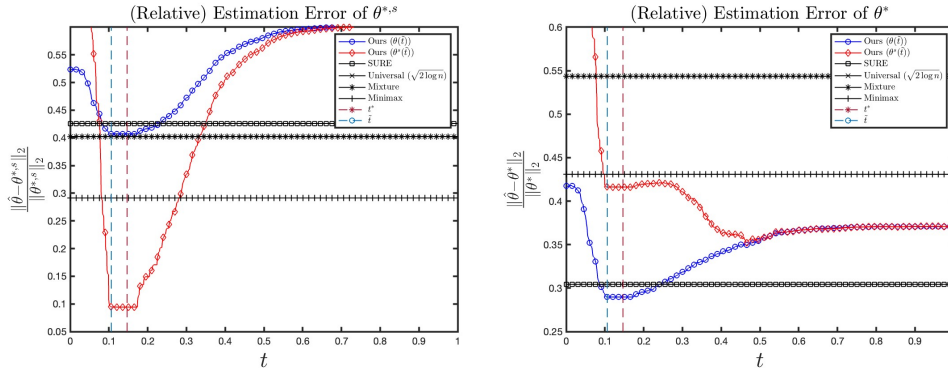 (Relative) Estimation Error of θ*,s
‖θ̂−θ*,s‖₂
‖θ*,s‖₂
0.55
0.5
0.45
0.4
0.35
0.3
0.25
0.2
0.15
0.1
0.05
0 0.1 0.2 0.3 0.4 0.5 0.6 0.7 0.8 0.9 1
t
Ours (θ(t̄))
Ours (θˢ(t̄))
SURE
Universal (√2 log n)
Mixture
Minimax
t*
t̄
(Relative) Estimation Error of θ*
‖θ̂−θ*‖₂
‖θ*‖₂
0.6
0.55
0.5
0.45
0.4
0.35
0.3
0.25
0 0.1 0.2 0.3 0.4 0.5 0.6 0.7 0.8 0.9
t
Ours (θ(t̄))
Ours (θˢ(t̄))
SURE
Universal (√2 log n)
Mixture
Minimax
t*
t̄